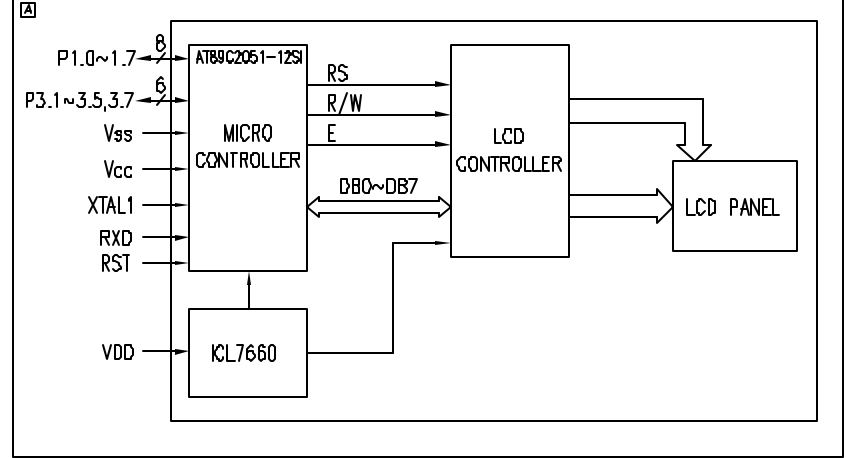 A
P1.0~1.7
8
P3.1~3.5,3.7
6
Vss
Vcc
XTAL1
RXD
RST
VDD
AT89C2051-12SI
MICRO
CONTROLLER
RS
R/W
E
DB0~DB7
LCD
CONTROLLER
LCD PANEL
ICL7660